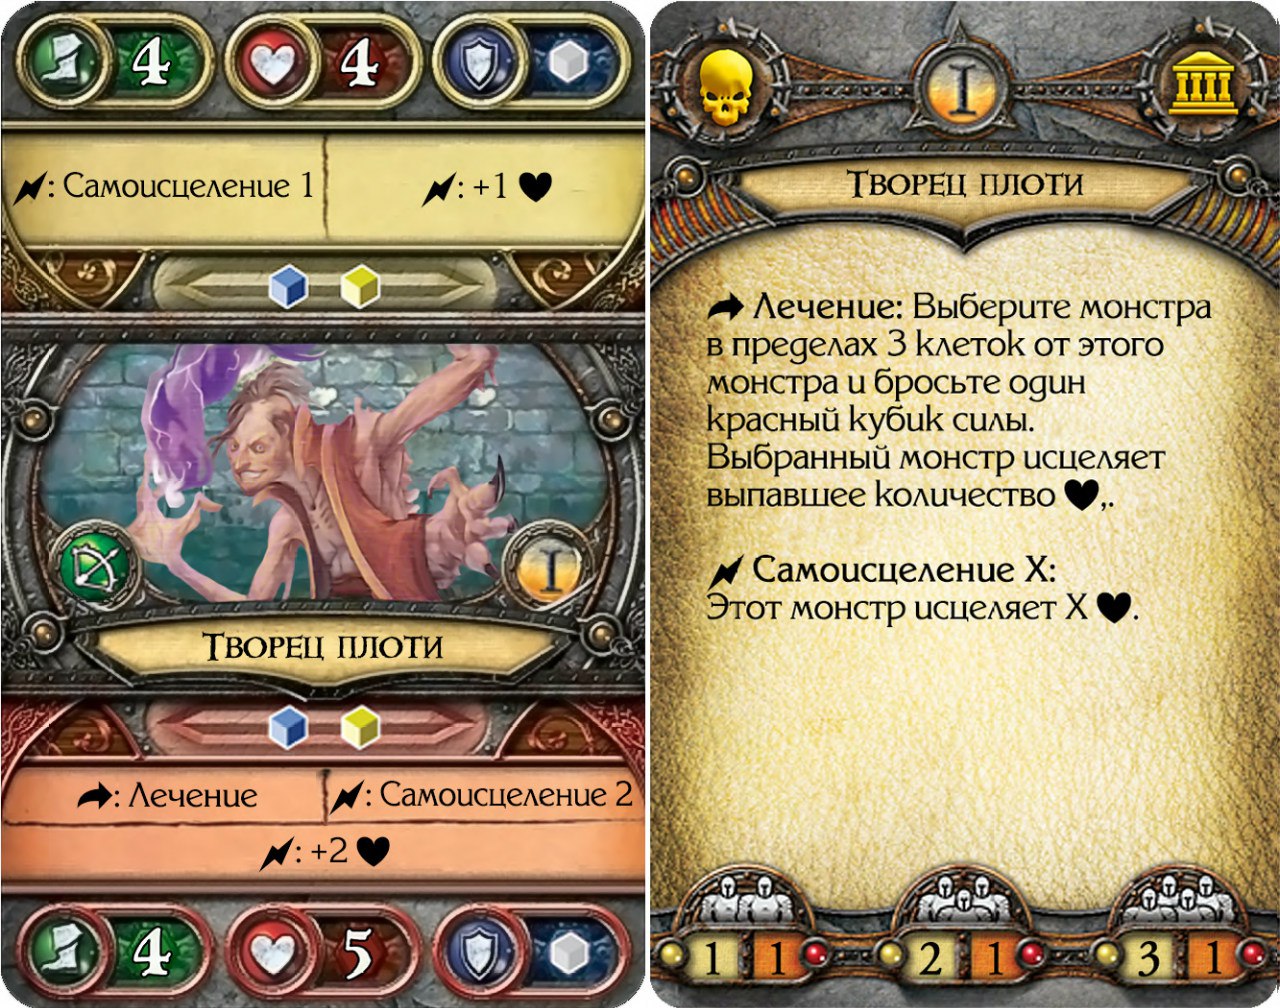 4 4
: Самоисцеление 1
: +1
I
Творец плоти
: Лечение
: Самоисцеление 2
: +2
4 5
I
Творец плоти
Лечение: Выберите монстра
в пределах 3 клеток от этого
монстра и бросьте один
красный кубик силы.
Выбранный монстр исцеляет
выпавшее количество ,.
Самоисцеление X:
Этот монстр исцеляет X .
1 1 2 1 3 1